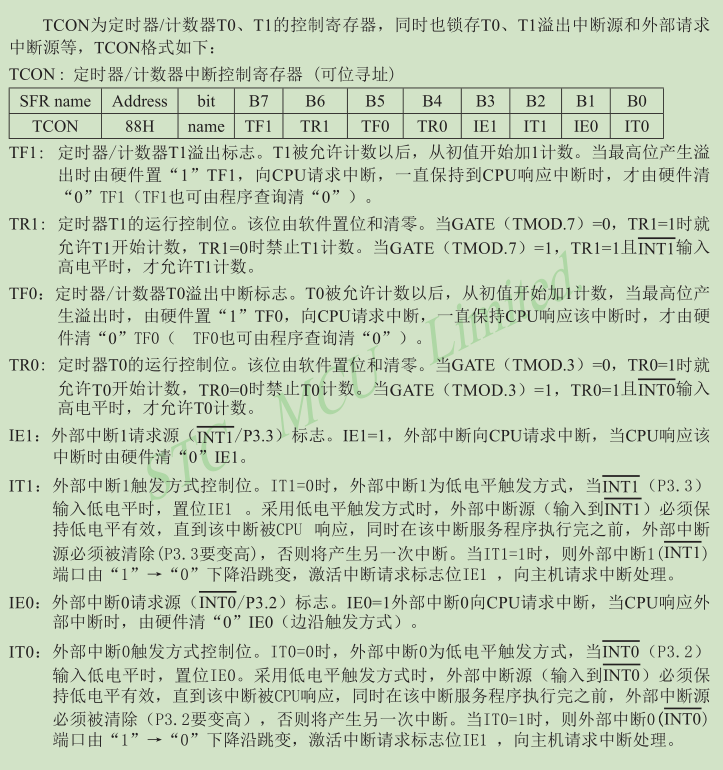 TCON为定时器/计数器T0、T1的控制寄存器，同时也锁存T0、T1溢出中断源和外部请求
中断源等，TCON格式如下：
TCON : 定时器/计数器中断控制寄存器 (可位寻址)
SFR name Address bit B7 B6 B5 B4 B3 B2 B1 B0
TCON 88H name TF1 TR1 TF0 TR0 IE1 IT1 IE0 IT0
TF1: 定时器/计数器T1溢出标志。T1被允许计数以后，从初值开始加1计数。当最高位产生溢
出时由硬件置“1”TF1，向CPU请求中断，一直保持到CPU响应中断时，才由硬件清
“0”TF1（TF1也可由程序查询清“0”）。
TR1: 定时器T1的运行控制位。该位由软件置位和清零。当GATE（TMOD.7）=0，TR1=1时就
允许T1开始计数，TR1=0时禁止T1计数。当GATE（TMOD.7）=1，TR1=1且INT1输入
高电平时，才允许T1计数。
TF0: 定时器/计数器T0溢出中断标志。T0被允许计数以后，从初值开始加1计数，当最高位产
生溢出时，由硬件置“1”TF0，向CPU请求中断，一直保持CPU响应该中断时，才由硬
件清“0”TF0（ TF0也可由程序查询清“0”）。
TR0: 定时器T0的运行控制位。该位由软件置位和清零。当GATE（TMOD.3）=0，TR0=1时就
允许T0开始计数，TR0=0时禁止T0计数。当GATE（TMOD.3）=1，TR0=1且INT0输入
高电平时，才允许T0计数。
IE1: 外部中断1请求源（INT1/P3.3）标志。IE1=1，外部中断向CPU请求中断，当CPU响应该
中断时由硬件清“0”IE1。
IT1: 外部中断1触发方式控制位。IT1=0时，外部中断1为低电平触发方式，当INT1（P3.3）
输入低电平时，置位IE1 。采用低电平触发方式时，外部中断源（输入到INT1）必须保
持低电平有效，直到该中断被CPU 响应，同时在该中断服务程序执行完之前，外部中断
源必须被清除(P3.3要变高)，否则将产生另一次中断。当IT1=1时，则外部中断1(INT1)
端口由“1”→“0”下降沿跳变，激活中断请求标志位IE1 ，向主机请求中断处理。
IE0: 外部中断0请求源（INT0/P3.2）标志。IE0=1外部中断0向CPU请求中断，当CPU响应外
部中断时，由硬件清“0”IE0（边沿触发方式）。
IT0: 外部中断0触发方式控制位。IT0=0时，外部中断0为低电平触发方式，当INT0（P3.2）
输入低电平时，置位IE0。采用低电平触发方式时，外部中断源（输入到INT0）必须保
持低电平有效，直到该中断被CPU响应，同时在该中断服务程序执行完之前，外部中断源
必须被清除（P3.2要变高），否则将产生另一次中断。当IT0=1时，则外部中断0(INT0)
端口由“1”→“0”下降沿跳变，激活中断请求标志位IE1 ，向主机请求中断处理。
STC MCU Limited.